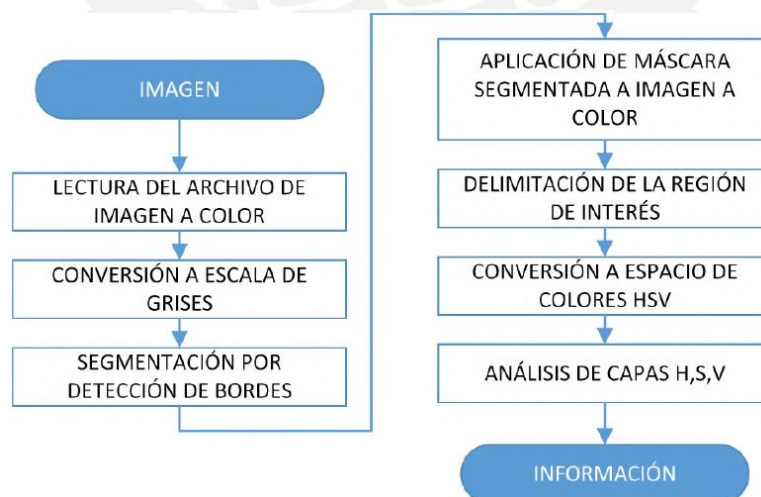 IMAGEN
LECTURA DEL ARCHIVO DE
IMAGEN A COLOR
CONVERSIÓN A ESCALA DE
GRISES
SEGMENTACIÓN POR
DETECCIÓN DE BORDES
APLICACIÓN DE MÁSCARA
SEGMENTADA A IMAGEN A
COLOR
DELIMITACIÓN DE LA REGIÓN
DE INTERÉS
CONVERSIÓN A ESPACIO DE
COLORES HSV
ANÁLISIS DE CAPAS H,S,V
INFORMACIÓN